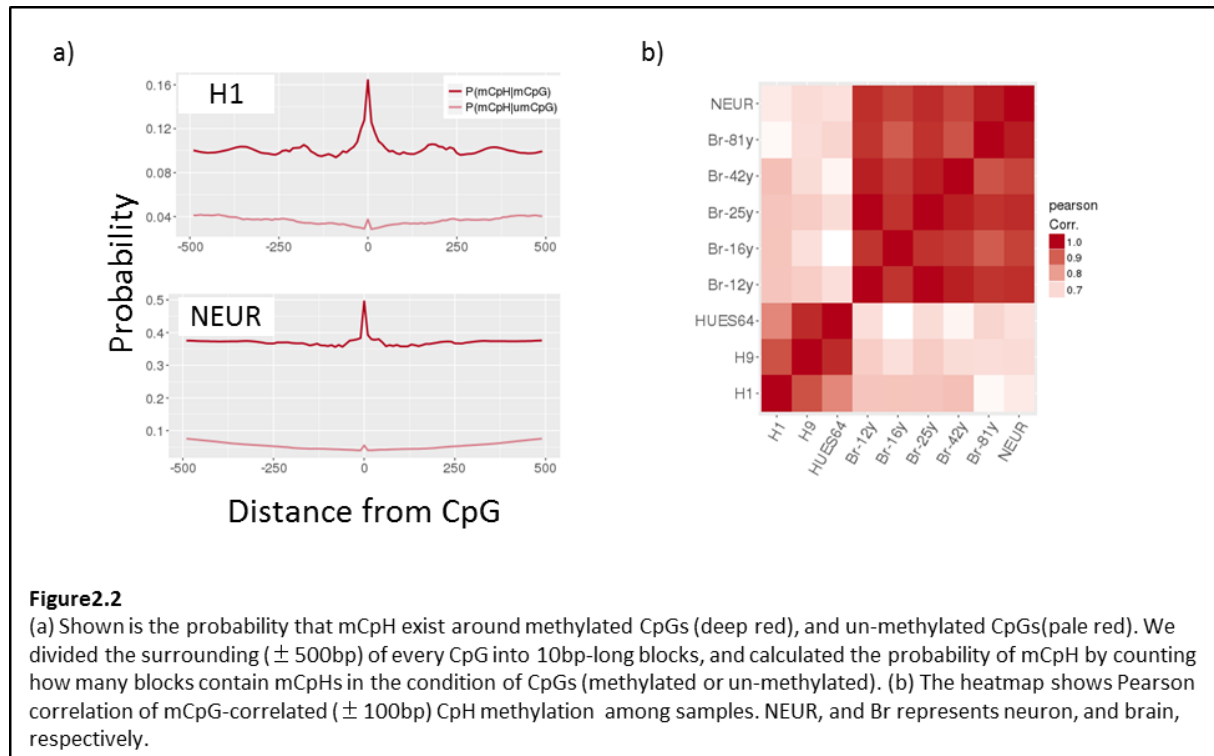 a)
H1
P(mCpH|mCpG)
P(mCpH|umCpG)
0.16
0.12
0.08
0.04
-500
-250
0
250
500
Probability
NEUR
0.5
0.4
0.3
0.2
0.1
-500
-250
0
250
500
Distance from CpG
b)
NEUR
Br-81y
Br-42y
Br-25y
Br-16y
Br-12y
HUES64
H9
H1
H1
H9
HUES64
Br-12y
Br-16y
Br-25y
Br-42y
Br-81y
NEUR
pearson
Corr.
1.0
0.9
0.8
0.7
Figure2.2
(a) Shown is the probability that mCpH exist around methylated CpGs (deep red), and un-methylated CpGs(pale red). We
divided the surrounding (±500bp) of every CpG into 10bp-long blocks, and calculated the probability of mCpH by counting
how many blocks contain mCpHs in the condition of CpGs (methylated or un-methylated). (b) The heatmap shows Pearson
correlation of mCpG-correlated (±100bp) CpH methylation among samples. NEUR, and Br represents neuron, and brain,
respectively.